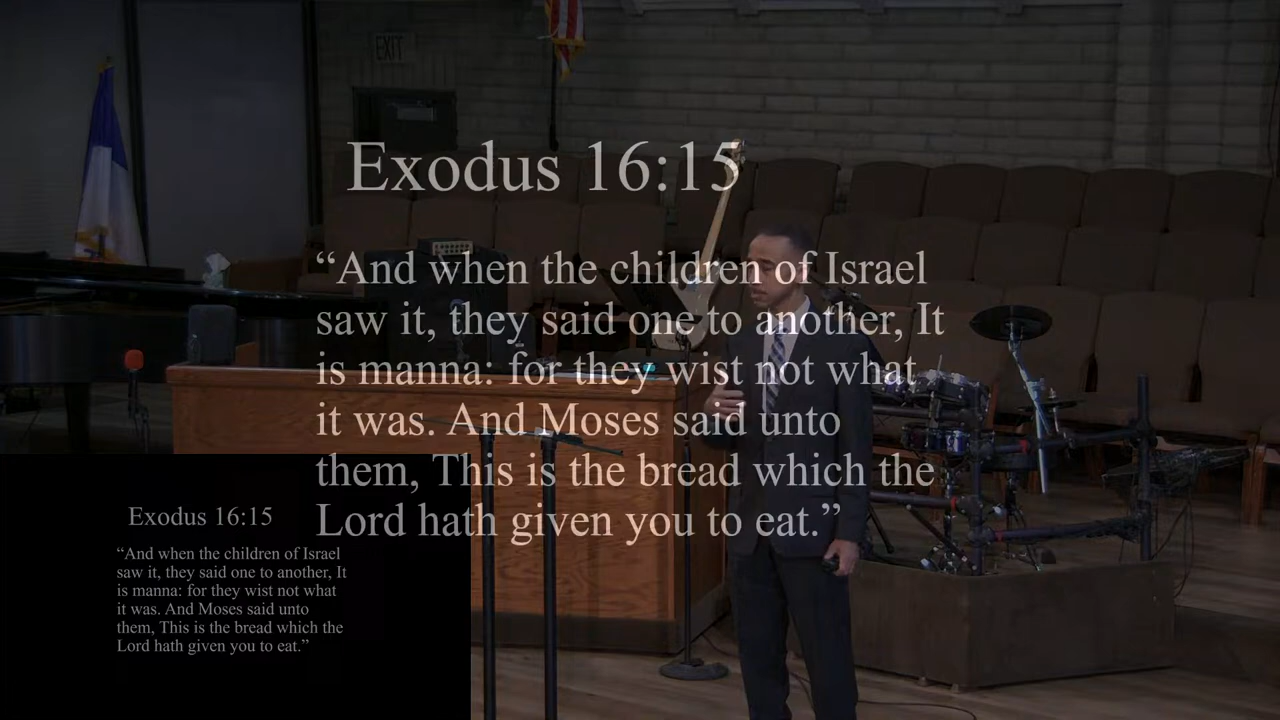 EXIT
Exodus 16:15
“And when the children of Israel
saw it, they said one to another, It
is manna: for they wist not what
it was. And Moses said unto
them, This is the bread which the
Lord hath given you to eat.”
Exodus 16:15
“And when the children of Israel
saw it, they said one to another, It
is manna: for they wist not what
it was. And Moses said unto
them, This is the bread which the
Lord hath given you to eat.”